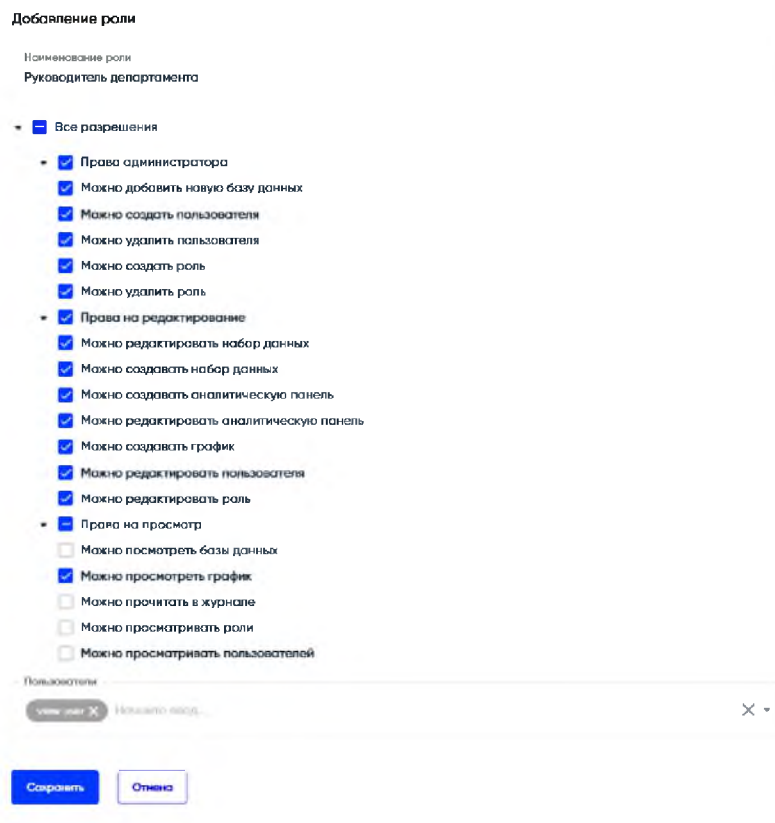 Добавление роли
Наименование роли
Руководитель департамента
Все разрешения
Права администратора
Можно добавить новую базу данных
Можно создать пользователя
Можно удалить пользователя
Можно создать роль
Можно удалить роль
Права на редактирование
Можно редактировать набор данных
Можно создавать набор данных
Можно создавать аналитическую панель
Можно редактировать аналитическую панель
Можно создавать график
Можно редактировать пользователя
Можно редактировать роль
Права на просмотр
Можно посмотреть базы данных
Можно просмотреть график
Можно прочитать в журнале
Можно просматривать роли
Можно просматривать пользователей
Пользователи
Сохранить
Отмена